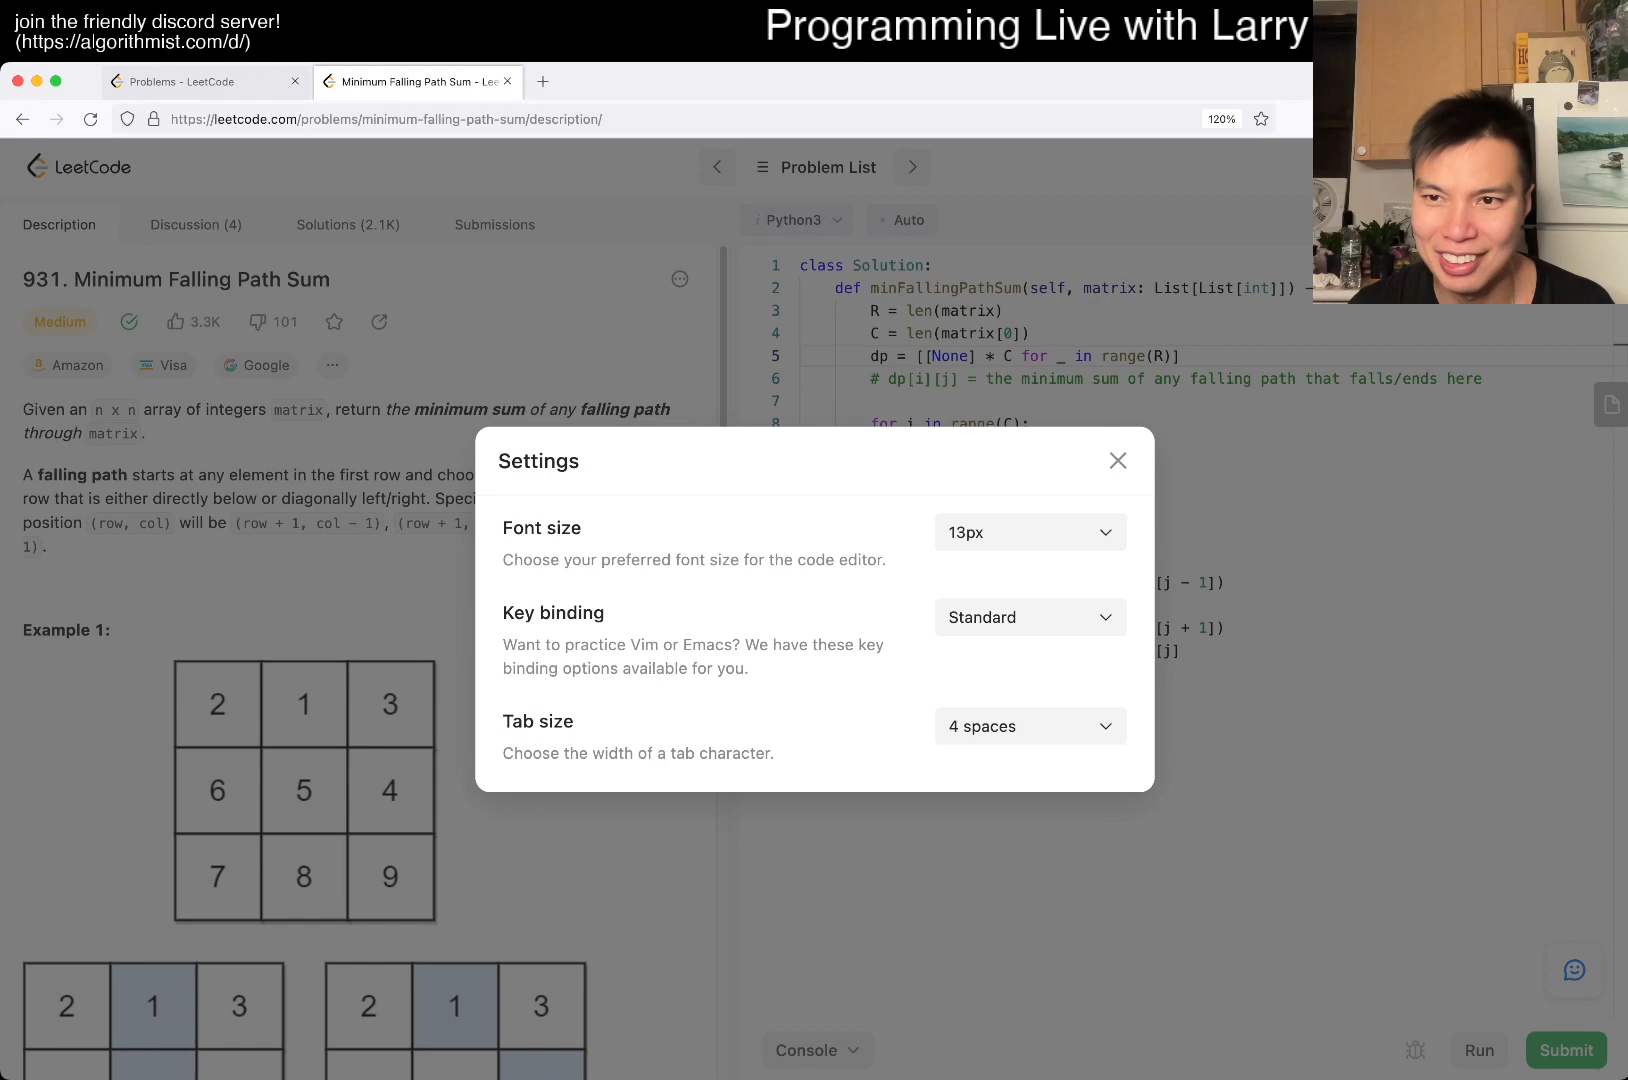 join the friendly discord server!
(https://algorithmist.com/d/)
Programming Live with Larry
Problems - LeetCode
Minimum Falling Path Sum - Lee
https://leetcode.com/problems/minimum-falling-path-sum/description/
120%
LeetCode
Problem List
Description
Discussion (4)
Solutions (2.1K)
Submissions
931. Minimum Falling Path Sum
Medium
3.3K
101
Amazon
Visa
Google
Given an n x n array of integers matrix, return the minimum sum of any falling path
through matrix.
A falling path starts at any element in the first row and choo
row that is either directly below or diagonally left/right. Speci
position (row, col) will be (row + 1, col - 1), (row + 1,
1).
Example 1:
2 1 3
6 5 4
7 8 9
2 1 3
2 1 3
i Python3
Auto
1 class Solution:
2 def minFallingPathSum(self, matrix: List[List[int]])
3 R = len(matrix)
4 C = len(matrix[0])
5 dp = [[None] * C for _ in range(R)]
6 # dp[i][j] = the minimum sum of any falling path that falls/ends here
7
8 for j in range(C):
[j - 1])
[j + 1])
[j]
Settings
Font size
13px
Choose your preferred font size for the code editor.
Key binding
Standard
Want to practice Vim or Emacs? We have these key
binding options available for you.
Tab size
4 spaces
Choose the width of a tab character.
Console
Run
Submit